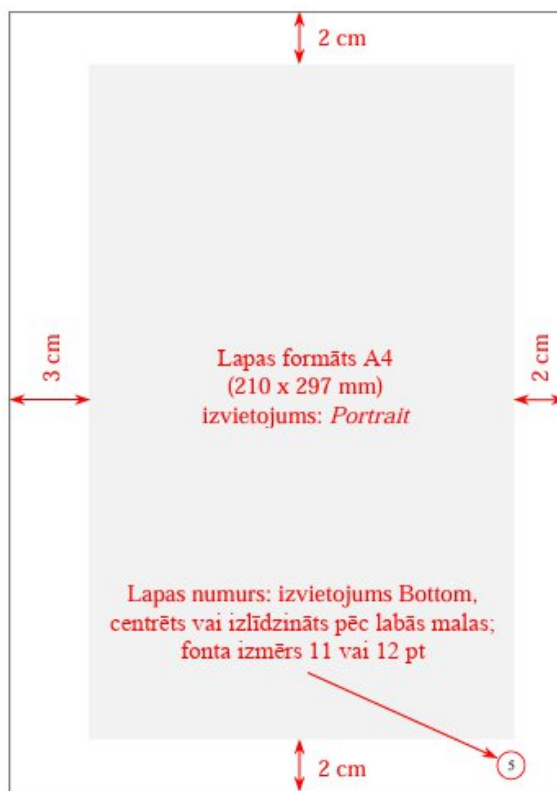 2 cm
3 cm
Lapas formāts A4
(210 x 297 mm)
izvietojums: Portrait
2 cm
Lapas numurs: izvietojums Bottom,
centrēts vai izlīdzināts pēc labās malas;
fonta izmērs 11 vai 12 pt
2 cm
5